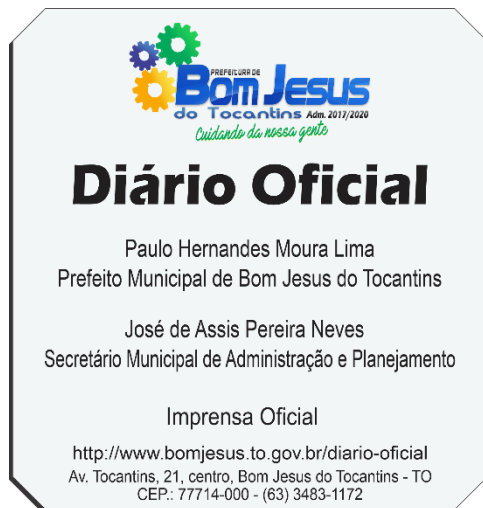 PREFEITURA DE
Bom Jesus
do Tocantins Adm. 2017/2020
Cuidando da nossa gente
Diário Oficial
Paulo Hernandes Moura Lima
Prefeito Municipal de Bom Jesus do Tocantins
José de Assis Pereira Neves
Secretário Municipal de Administração e Planejamento
Imprensa Oficial
http://www.bomjesus.to.gov.br/diario-oficial
Av. Tocantins, 21, centro, Bom Jesus do Tocantins - TO
CEP.: 77714-000 - (63) 3483-1172